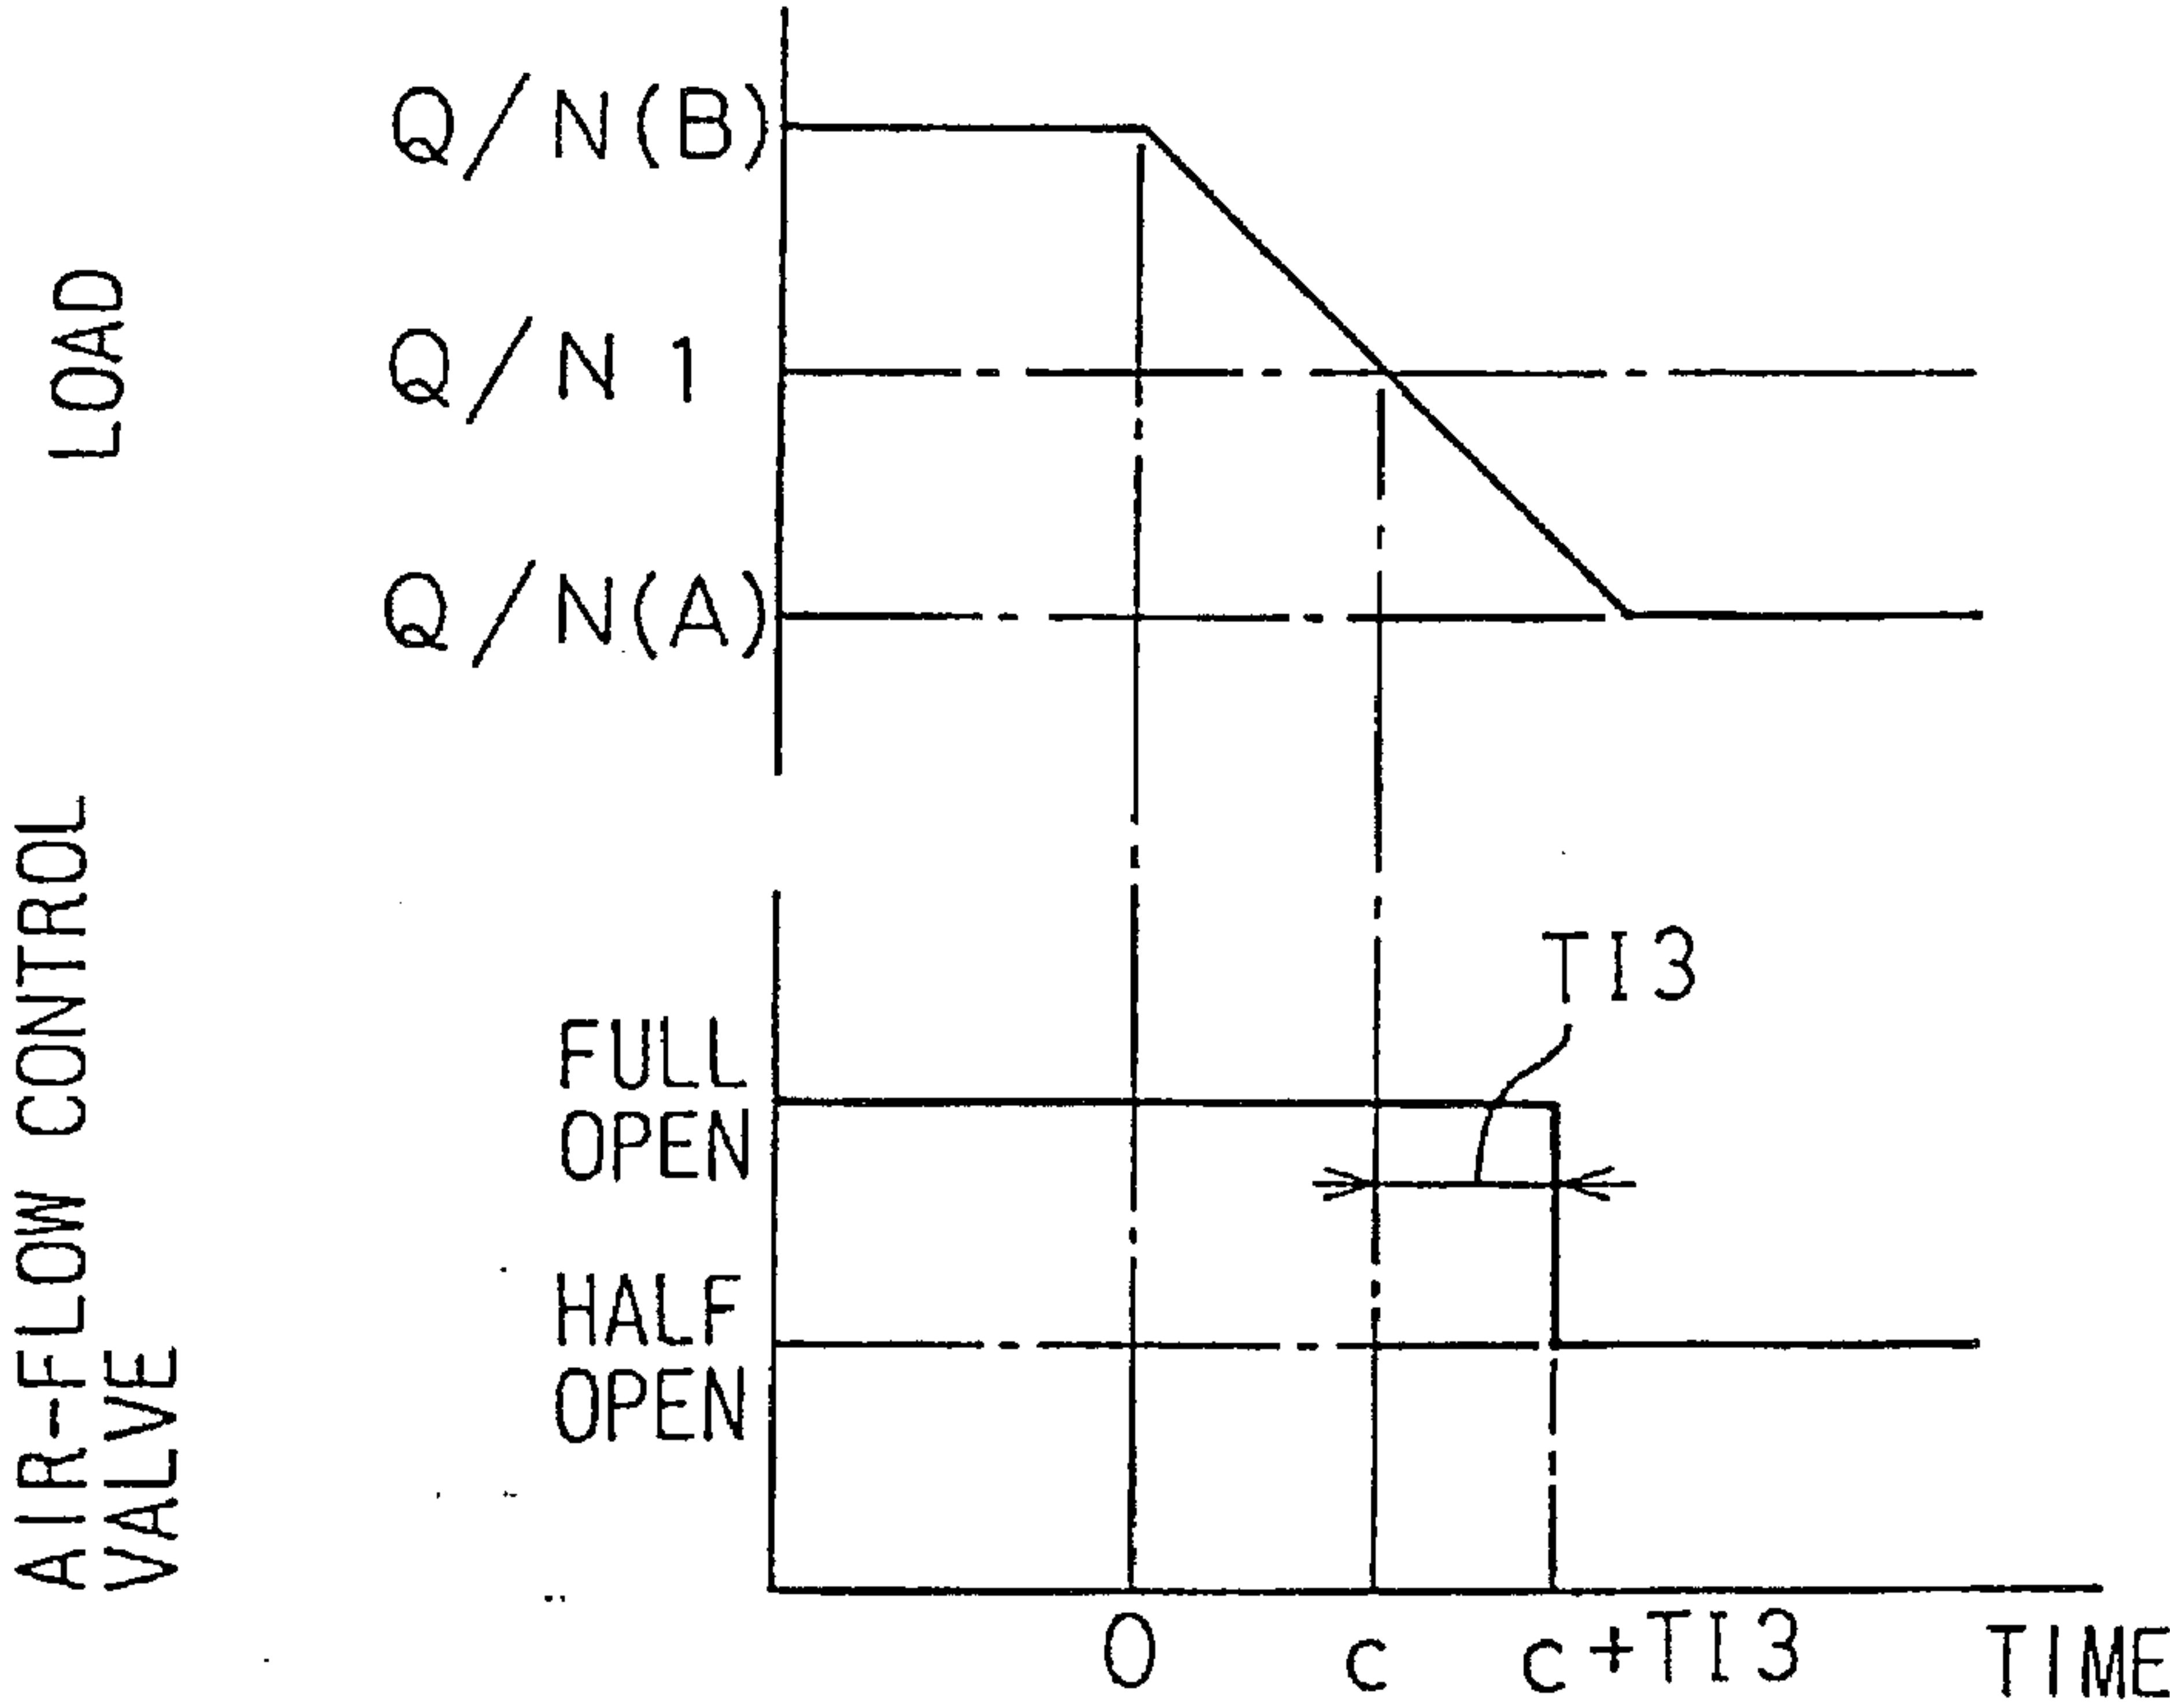 LOAD
Q/N(B)
Q/N1
Q/N(A)
AIR-FLOW CONTROL
VALVE
TI3
FULL
OPEN
HALF
OPEN
0
c
c+TI3
TIME